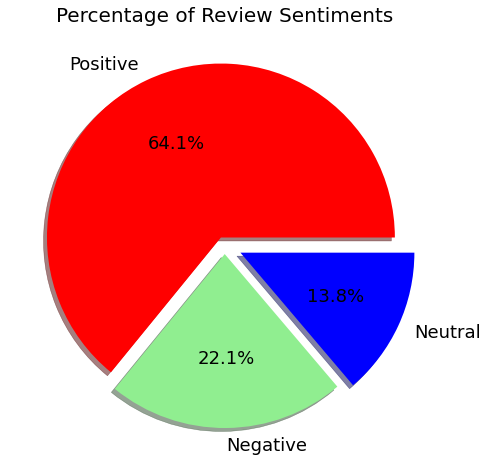 Percentage of Review Sentiments
Positive
64.1%
13.8%
Neutral
22.1%
Negative